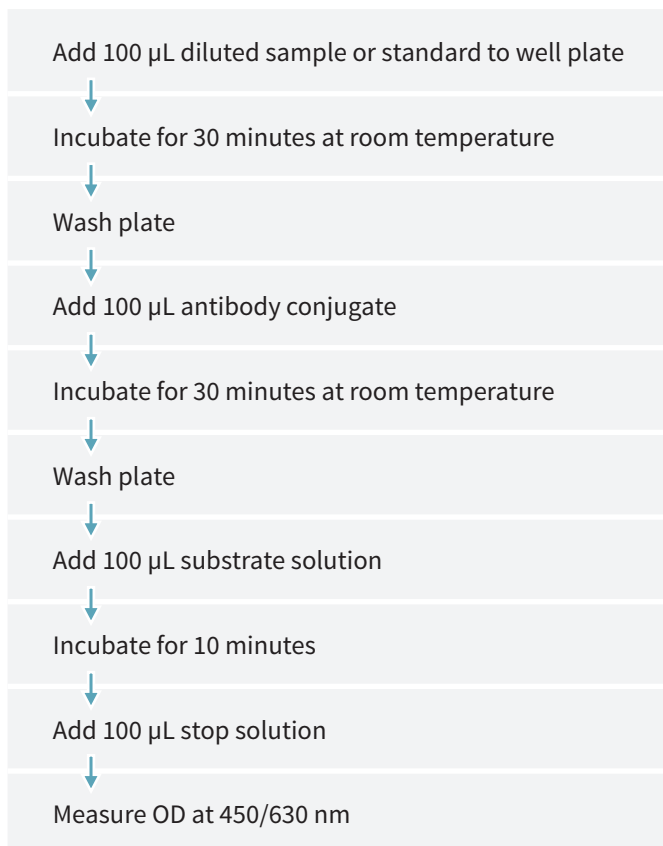 Add 100 µL diluted sample or standard to well plate
Incubate for 30 minutes at room temperature
Wash plate
Add 100 µL antibody conjugate
Incubate for 30 minutes at room temperature
Wash plate
Add 100 µL substrate solution
Incubate for 10 minutes
Add 100 µL stop solution
Measure OD at 450/630 nm